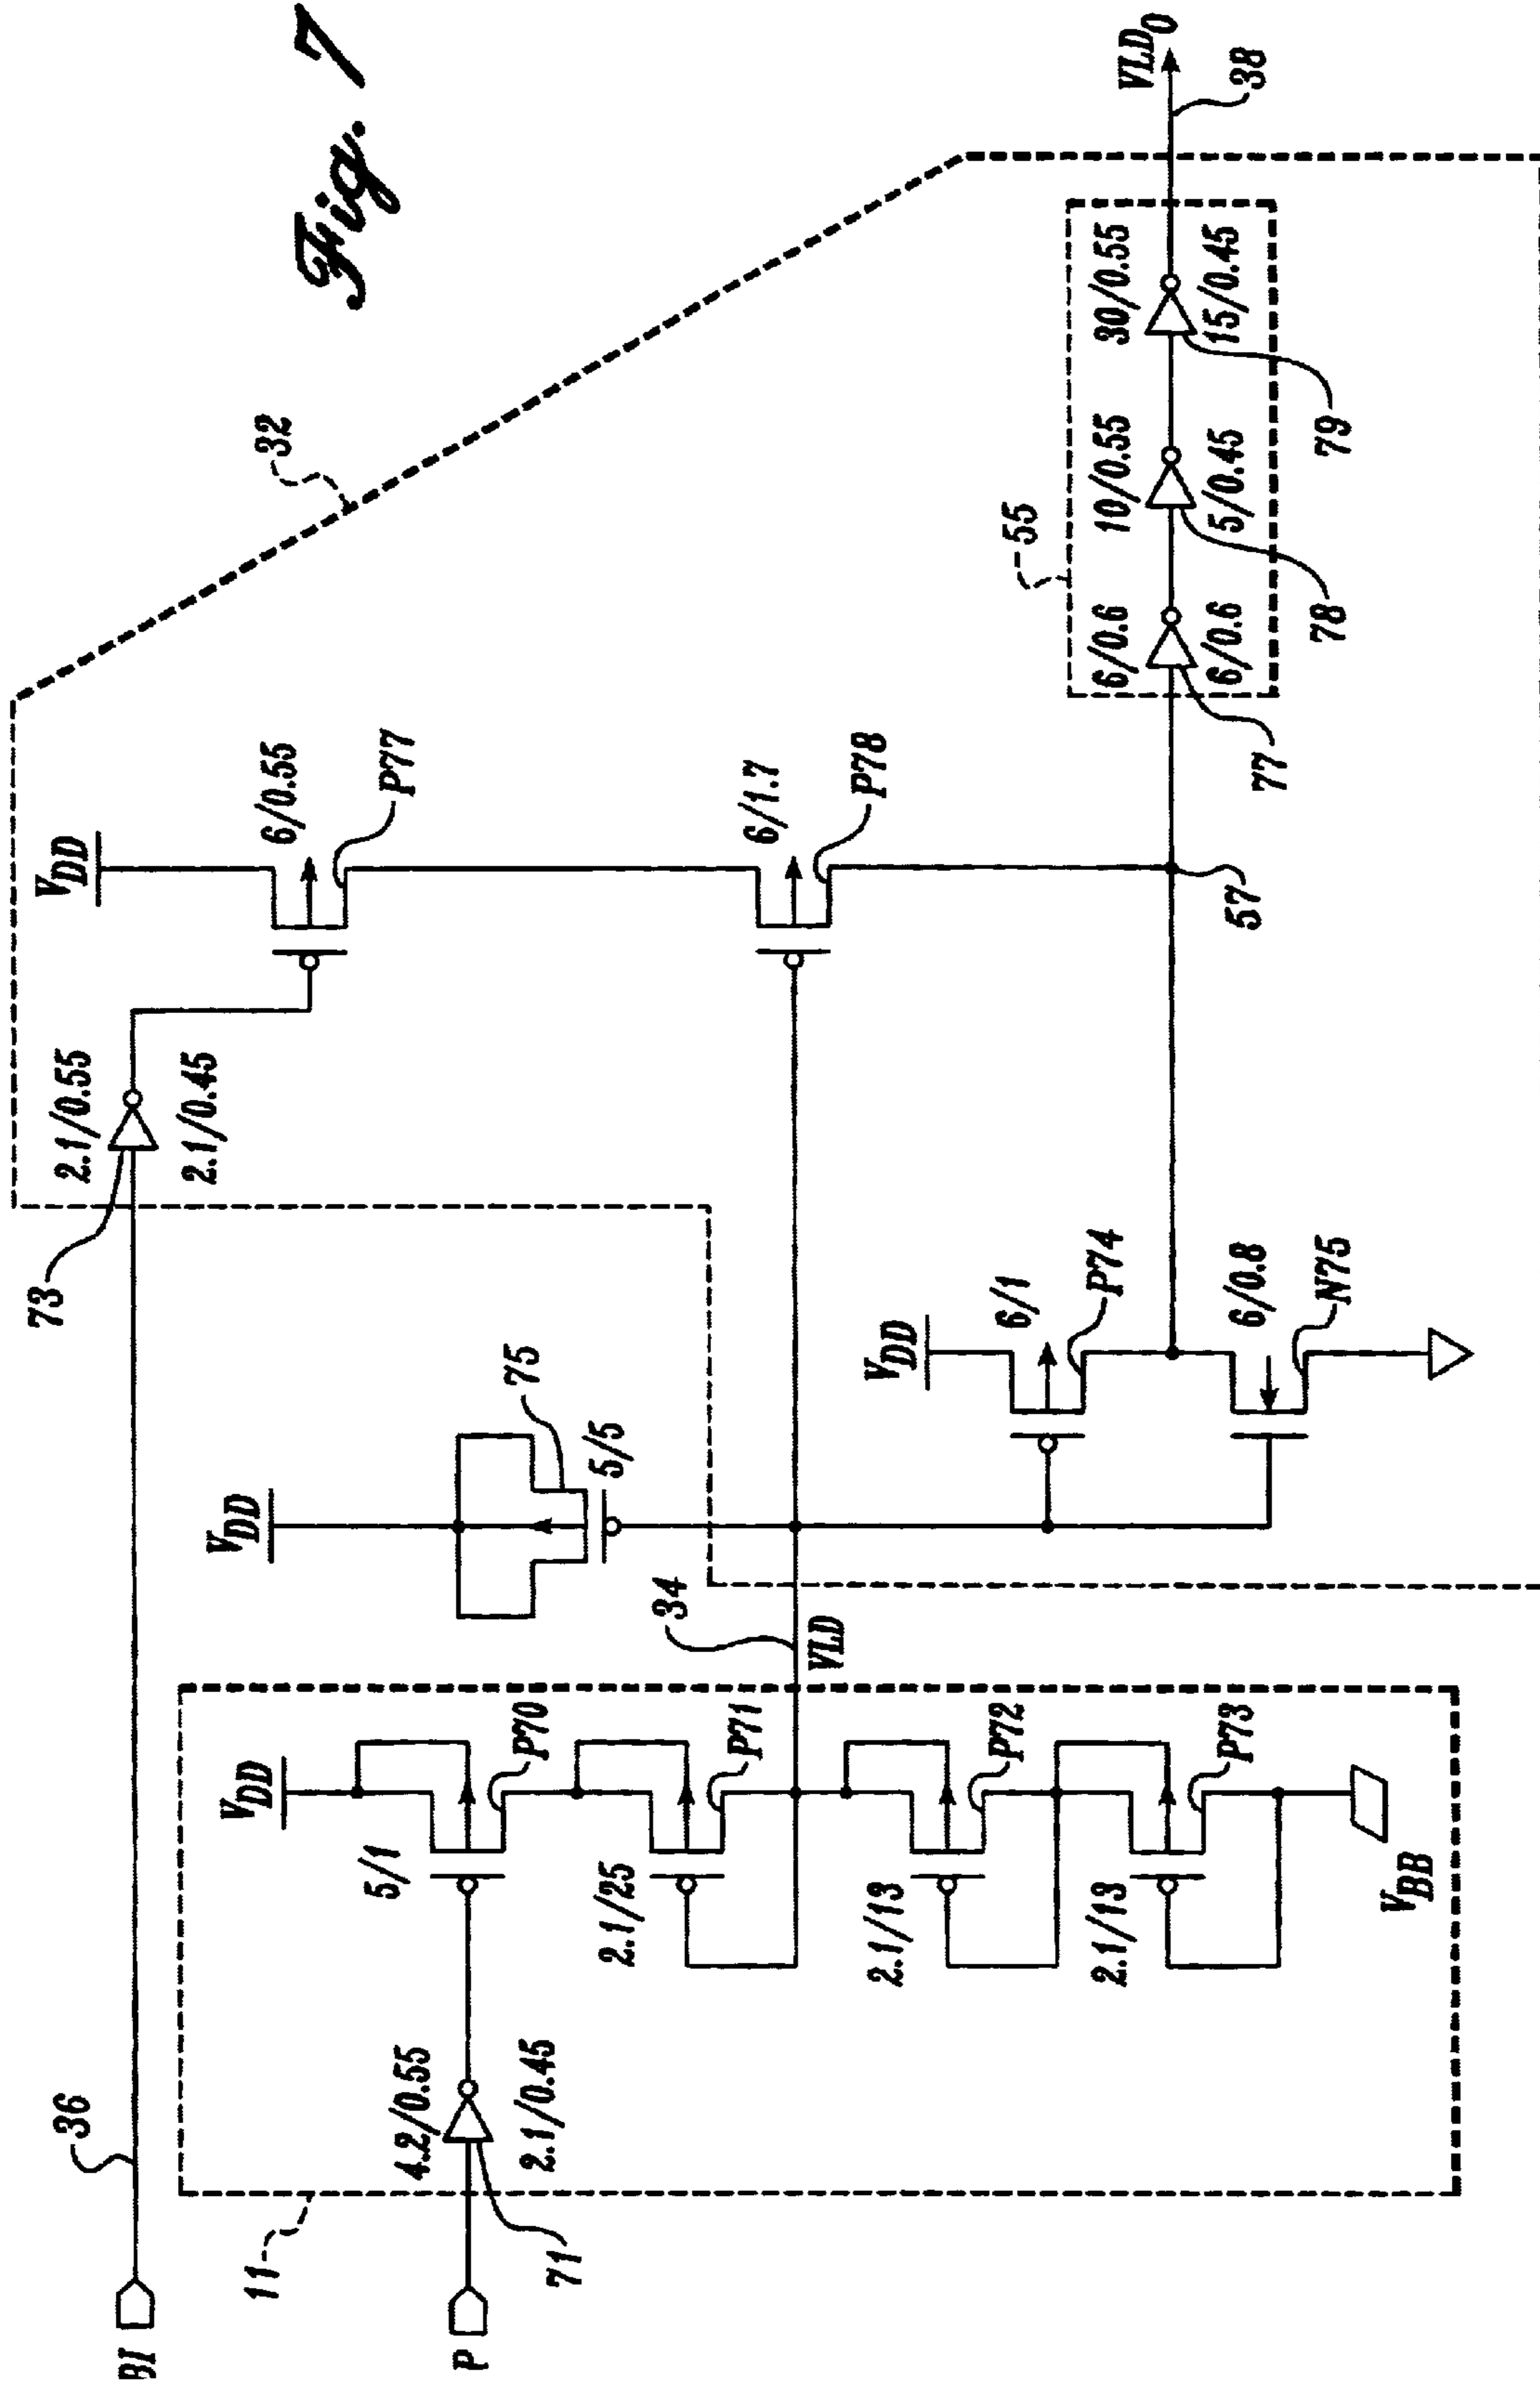 Fig. 7
BI
36
73
2.1/0.55
2.1/0.45
VDD
6/0.55
P77
32
11
P
71
4.2/0.55
2.1/0.45
VDD
5/1
P70
2.1/25
P71
34
VLD
2.1/13
P72
2.1/13
P73
VBB
VDD
75
5/5
VDD
6/1
P74
6/0.8
N75
6/1.7
P78
57
55
6/0.6
6/0.6
77
10/0.55
5/0.45
78
30/0.55
15/0.45
79
VLDO
38